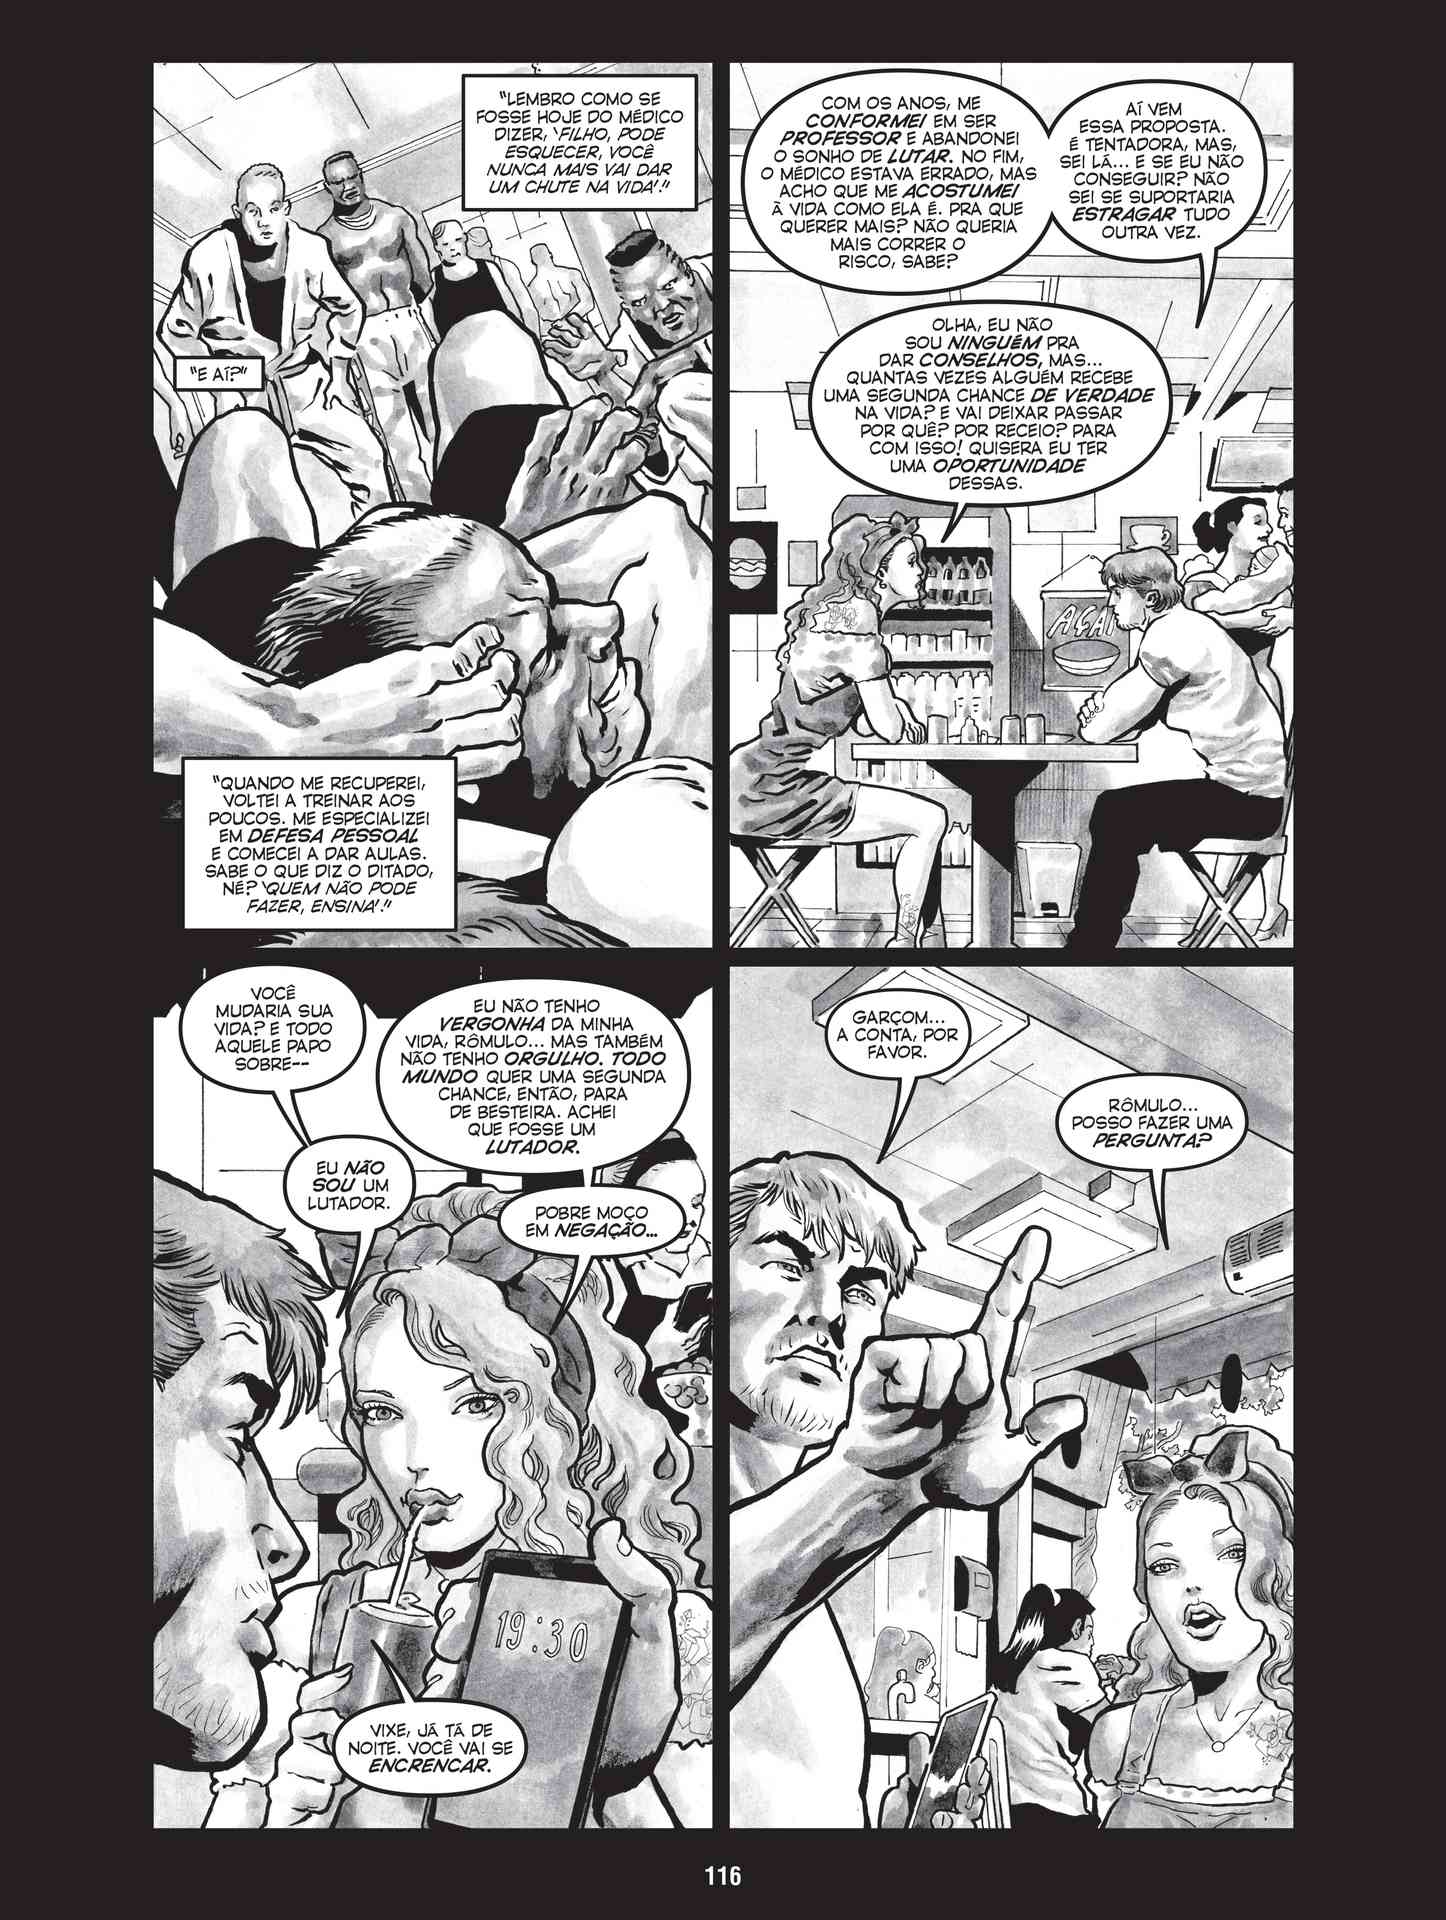 "LEMBRO COMO SE
FOSSE HOJE DO MÉDICO
DIZER, 'FILHO, PODE
ESQUECER, VOCÊ
NUNCA MAIS VAI DAR
UM CHUTE NA VIDA'."
"E AÍ?"
"QUANDO ME RECUPEREI,
VOLTEI A TREINAR AOS
POUCOS. ME ESPECIALIZEI
EM DEFESA PESSOAL
E COMECEI A DAR AULAS.
SABE O QUE DIZ O DITADO,
NÉ? 'QUEM NÃO PODE
FAZER, ENSINA'."
COM OS ANOS, ME
CONFORMEI EM SER
PROFESSOR E ABANDONEI
O SONHO DE LUTAR. NO FIM,
O MÉDICO ESTAVA ERRADO, MAS
ACHO QUE ME ACOSTUMEI
À VIDA COMO ELA É. PRA QUE
QUERER MAIS? NÃO QUERIA
MAIS CORRER O
RISCO, SABE?
AÍ VEM
ESSA PROPOSTA.
É TENTADORA, MAS,
SEI LÁ... E SE EU NÃO
CONSEGUIR? NÃO
SEI SE SUPORTARIA
ESTRAGAR TUDO
OUTRA VEZ.
OLHA, EU NÃO
SOU NINGUÉM PRA
DAR CONSELHOS, MAS...
QUANTAS VEZES ALGUÉM RECEBE
UMA SEGUNDA CHANCE DE VERDADE
NA VIDA? E VAI DEIXAR PASSAR
POR QUÊ? POR RECEIO? PARA
COM ISSO! QUISERA EU TER
UMA OPORTUNIDADE
DESSAS.
AÇAI
VOCÊ
MUDARIA SUA
VIDA? E TODO
AQUELE PAPO
SOBRE--
EU NÃO TENHO
VERGONHA DA MINHA
VIDA, RÔMULO... MAS TAMBÉM
NÃO TENHO ORGULHO. TODO
MUNDO QUER UMA SEGUNDA
CHANCE, ENTÃO, PARA
DE BESTEIRA. ACHEI
QUE FOSSE UM
LUTADOR.
EU NÃO
SOU UM
LUTADOR.
POBRE MOÇO
EM NEGAÇÃO...
19:30
VIXE, JÁ TÁ DE
NOITE. VOCÊ VAI SE
ENCRENCAR.
GARÇOM...
A CONTA, POR
FAVOR.
RÔMULO...
POSSO FAZER UMA
PERGUNTA?
116